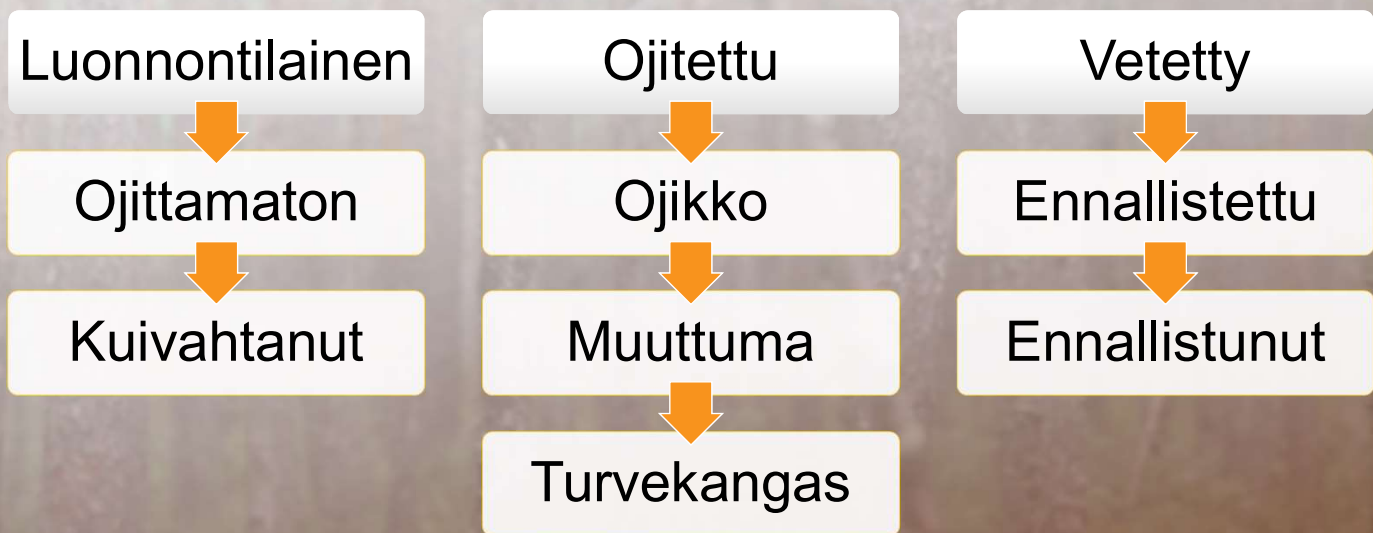 Luonnontilainen
Ojittamaton
Kuivahtanut
Ojitettu
Ojikko
Muuttuma
Turvekangas
Vetetty
Ennallistettu
Ennallistunut